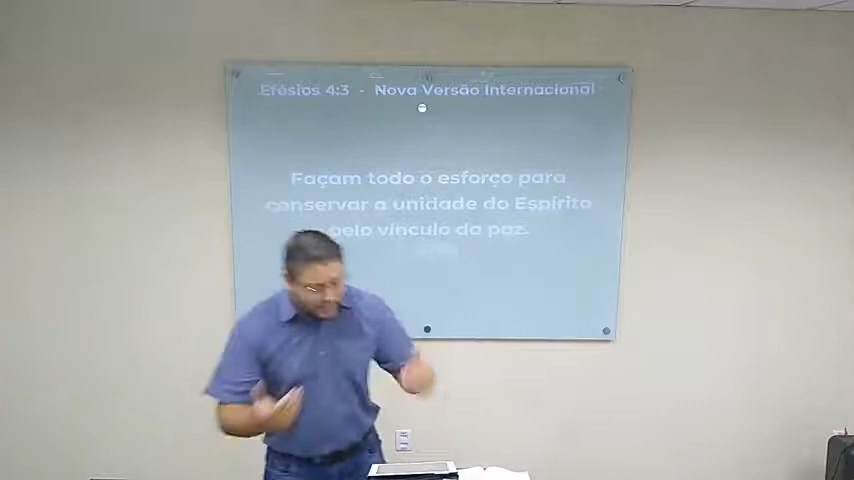 Efésios 4:3 - Nova Versão Internacional
Façam todo o esforço para
conservar a unidade do Espírito
pelo vínculo da paz.